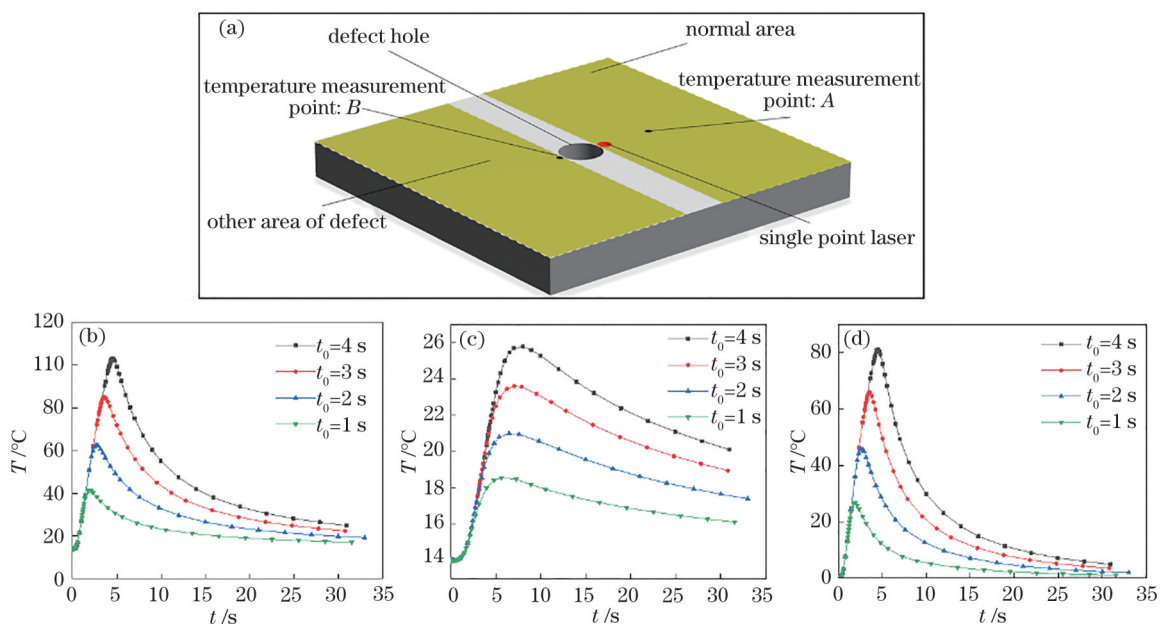 (a)
defect hole
normal area
temperature measurement
point: B
temperature measurement
point: A
other area of defect
single point laser
(b)
120
110
80
60
40
20
0
T /°C
t₀=4 s
t₀=3 s
t₀=2 s
t₀=1 s
0 5 10 15 20 25 30 35
t /s
(c)
26
24
22
20
18
16
14
T /°C
t₀=4 s
t₀=3 s
t₀=2 s
t₀=1 s
0 5 10 15 20 25 30 35
t /s
(d)
80
60
40
20
0
T /°C
t₀=4 s
t₀=3 s
t₀=2 s
t₀=1 s
0 5 10 15 20 25 30 35
t /s